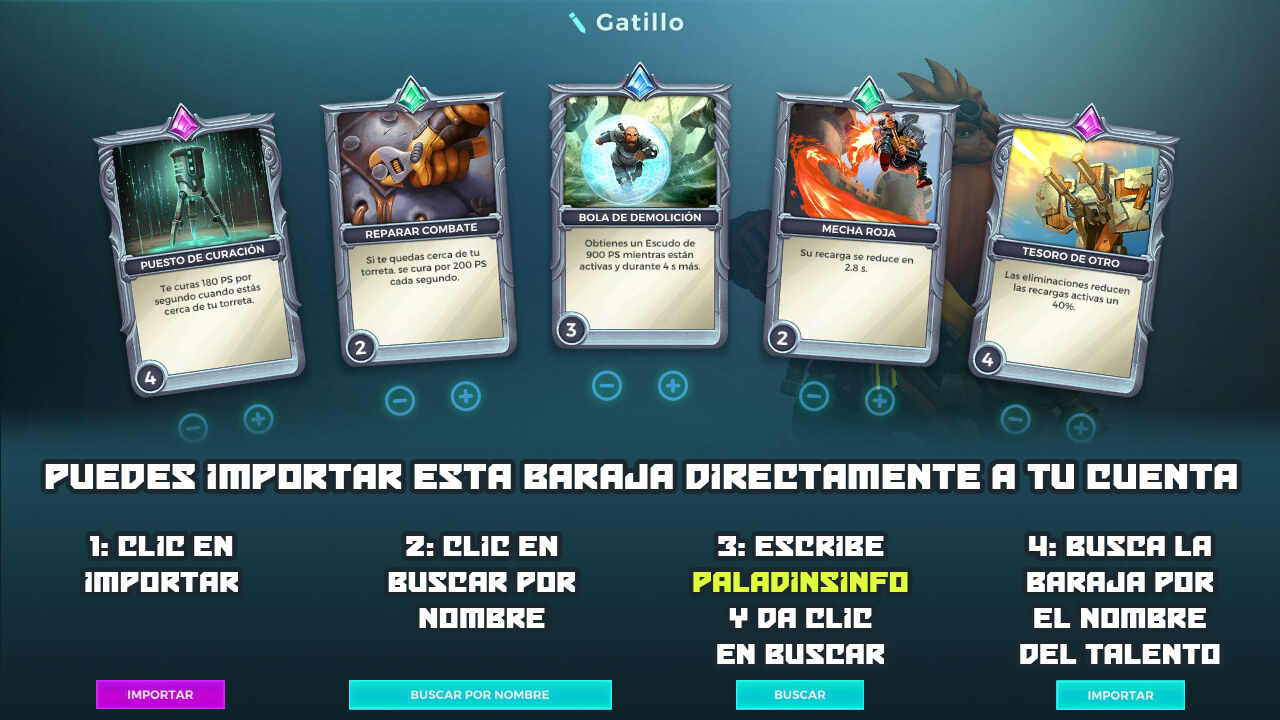 Gatillo
PUESTO DE CURACIÓN
Te curas 180 PS por
segundo cuando estás
cerca de tu torreta.
4
REPARAR COMBATE
Si te quedas cerca de tu
torreta, se cura por 200 PS
cada segundo.
2
BOLA DE DEMOLICIÓN
Obtienes un Escudo de
900 PS mientras están
activas y durante 4 s más.
3
MECHA ROJA
Su recarga se reduce en
2.8 s.
2
TESORO DE OTRO
Las eliminaciones reducen
las recargas activas un
40%.
4
PUEDES IMPORTAR ESTA BARAJA DIRECTAMENTE A TU CUENTA
1: CLIC EN
IMPORTAR
IMPORTAR
2: CLIC EN
BUSCAR POR
NOMBRE
BUSCAR POR NOMBRE
3: ESCRIBE
PALADINSINFO
Y DA CLIC
EN BUSCAR
BUSCAR
4: BUSCA LA
BARAJA POR
EL NOMBRE
DEL TALENTO
IMPORTAR